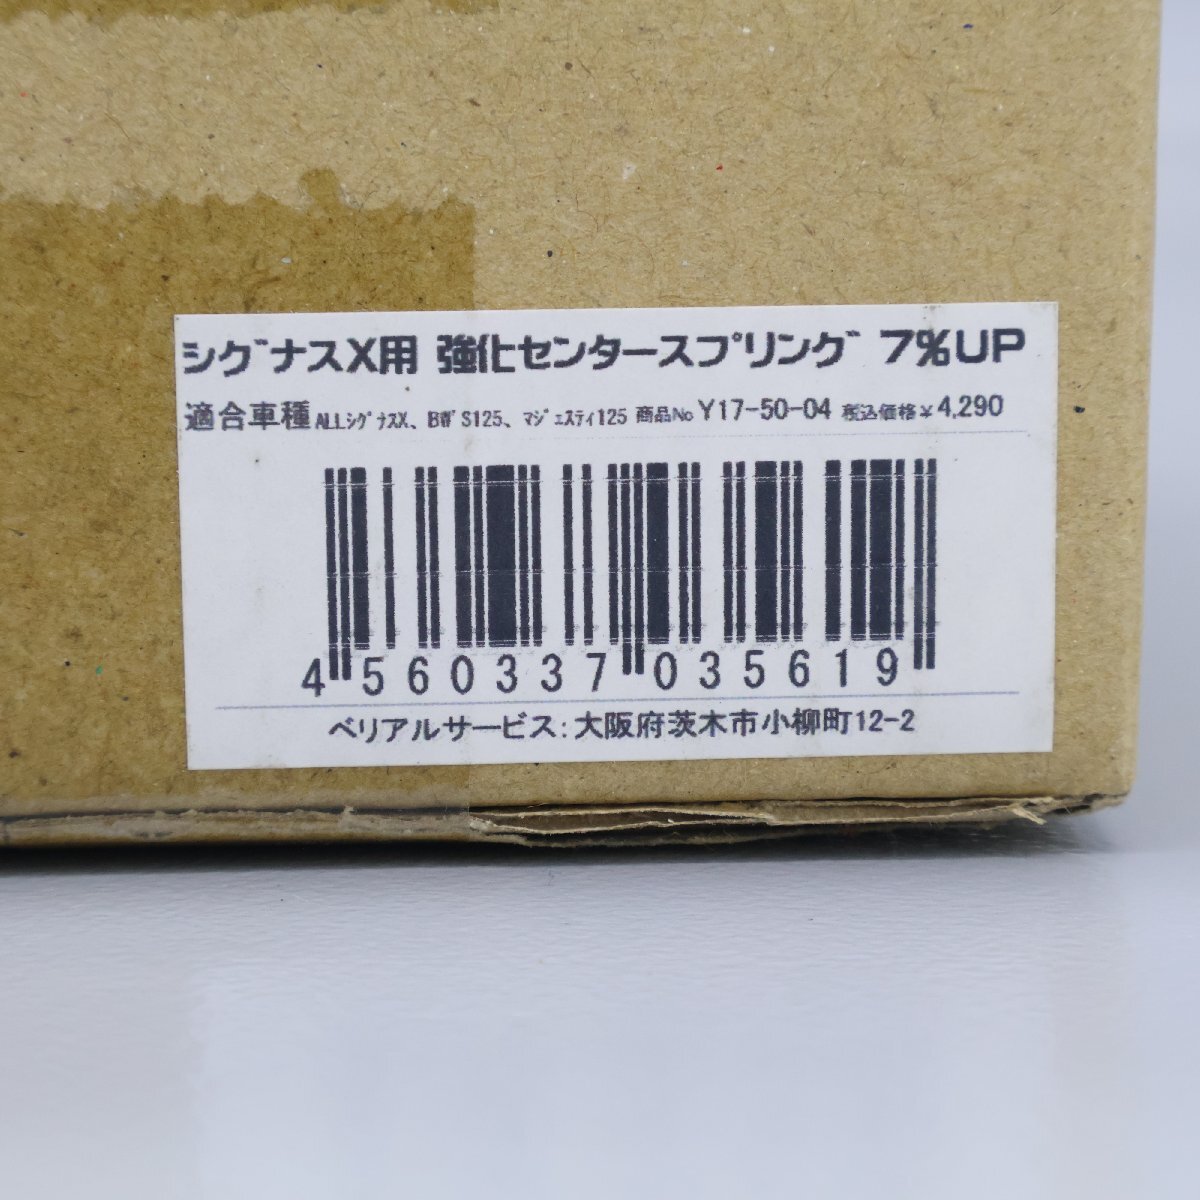 シグナスX用 強化センタースプリング 7%UP
適合車種ALLシグナスX、BW'S125、マジェスティ125 商品No Y17-50-04 税込価格¥4,290
4560337035619
ベリアルサービス:大阪府茨木市小柳町12-2